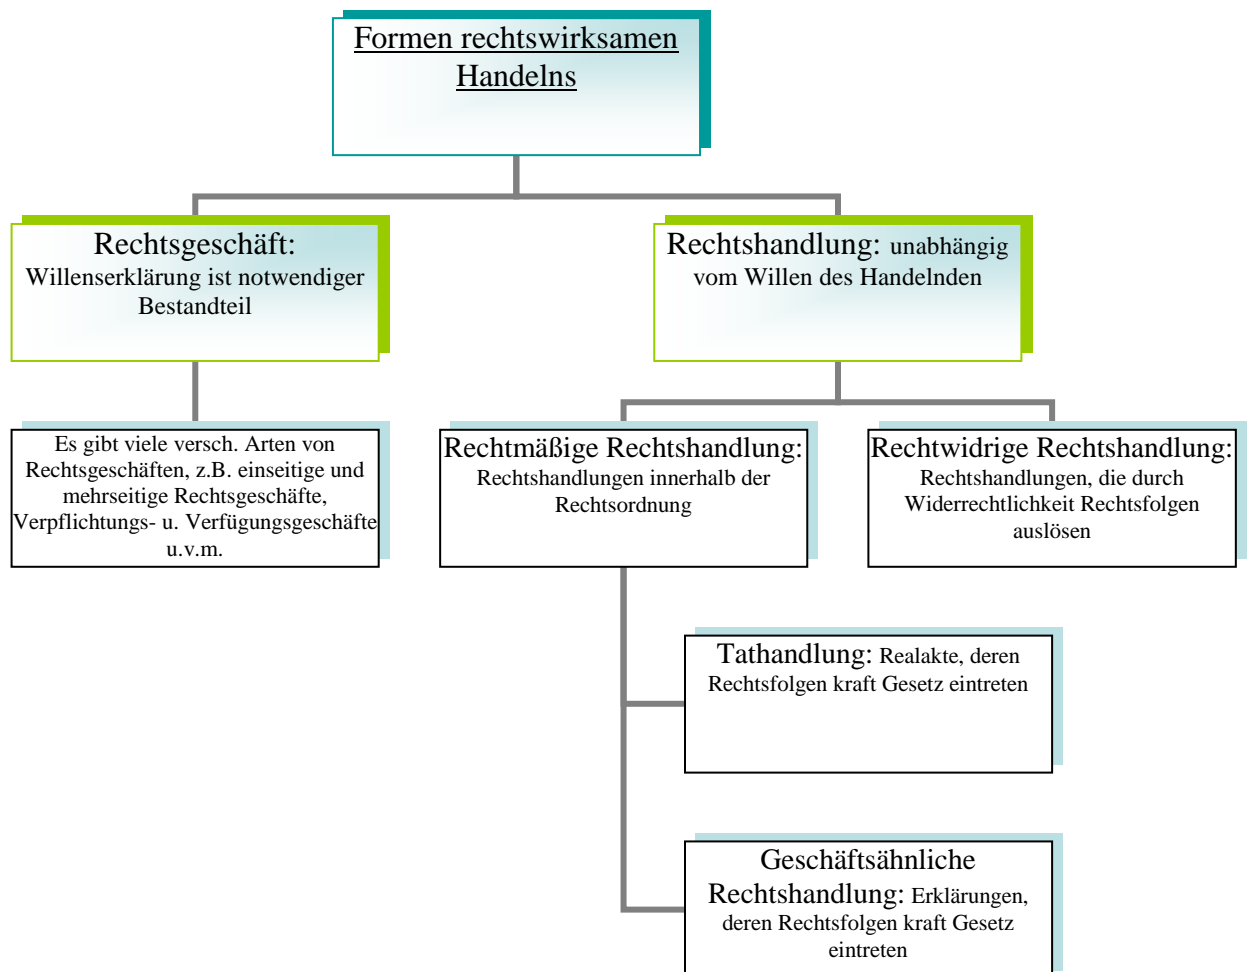 Formen rechtswirksamen
Handelns
Rechtsgeschäft:
Willenserklärung ist notwendiger
Bestandteil
Rechtshandlung: unabhängig
vom Willen des Handelnden
Es gibt viele versch. Arten von
Rechtsgeschäften, z.B. einseitige und
mehrseitige Rechtsgeschäfte,
Verpflichtungs- u. Verfügungsgeschäfte
u.v.m.
Rechtmäßige Rechtshandlung:
Rechtshandlungen innerhalb der
Rechtsordnung
Rechtwidrige Rechtshandlung:
Rechtshandlungen, die durch
Widerrechtlichkeit Rechtsfolgen
auslösen
Tathandlung: Realakte, deren
Rechtsfolgen kraft Gesetz eintreten
Geschäftsähnliche
Rechtshandlung: Erklärungen,
deren Rechtsfolgen kraft Gesetz
eintreten